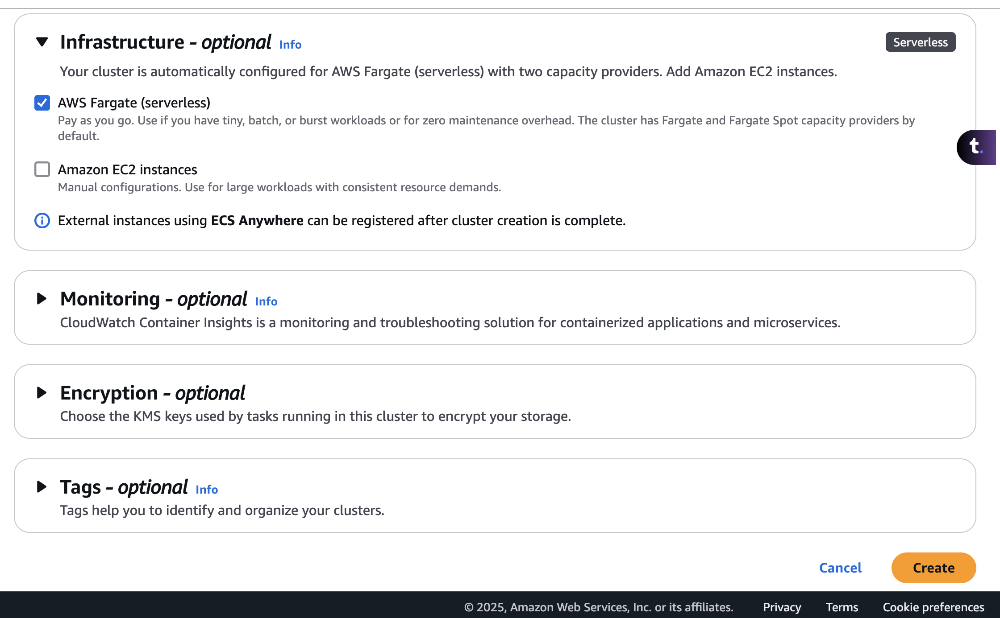 Infrastructure - optional Info
Serverless
Your cluster is automatically configured for AWS Fargate (serverless) with two capacity providers. Add Amazon EC2 instances.
AWS Fargate (serverless)
Pay as you go. Use if you have tiny, batch, or burst workloads or for zero maintenance overhead. The cluster has Fargate and Fargate Spot capacity providers by
default.
t.
Amazon EC2 instances
Manual configurations. Use for large workloads with consistent resource demands.
External instances using ECS Anywhere can be registered after cluster creation is complete.
Monitoring - optional Info
CloudWatch Container Insights is a monitoring and troubleshooting solution for containerized applications and microservices.
Encryption - optional
Choose the KMS keys used by tasks running in this cluster to encrypt your storage.
Tags - optional Info
Tags help you to identify and organize your clusters.
Cancel Create
© 2025, Amazon Web Services, Inc. or its affiliates. Privacy Terms Cookie preferences